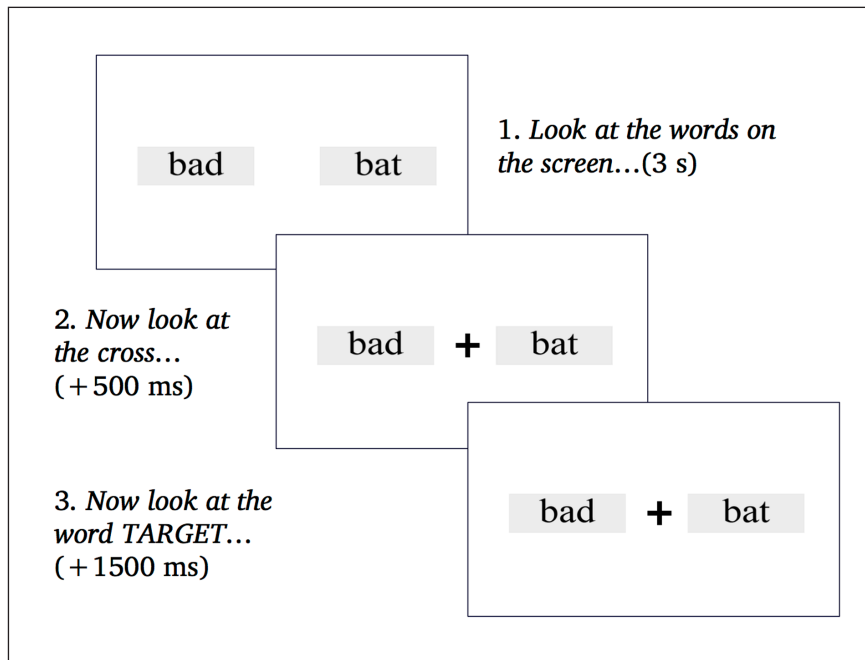 bad bat
1. Look at the words on
the screen...(3 s)
2. Now look at
the cross...
(+500 ms)
bad + bat
3. Now look at the
word TARGET...
(+1500 ms)
bad + bat